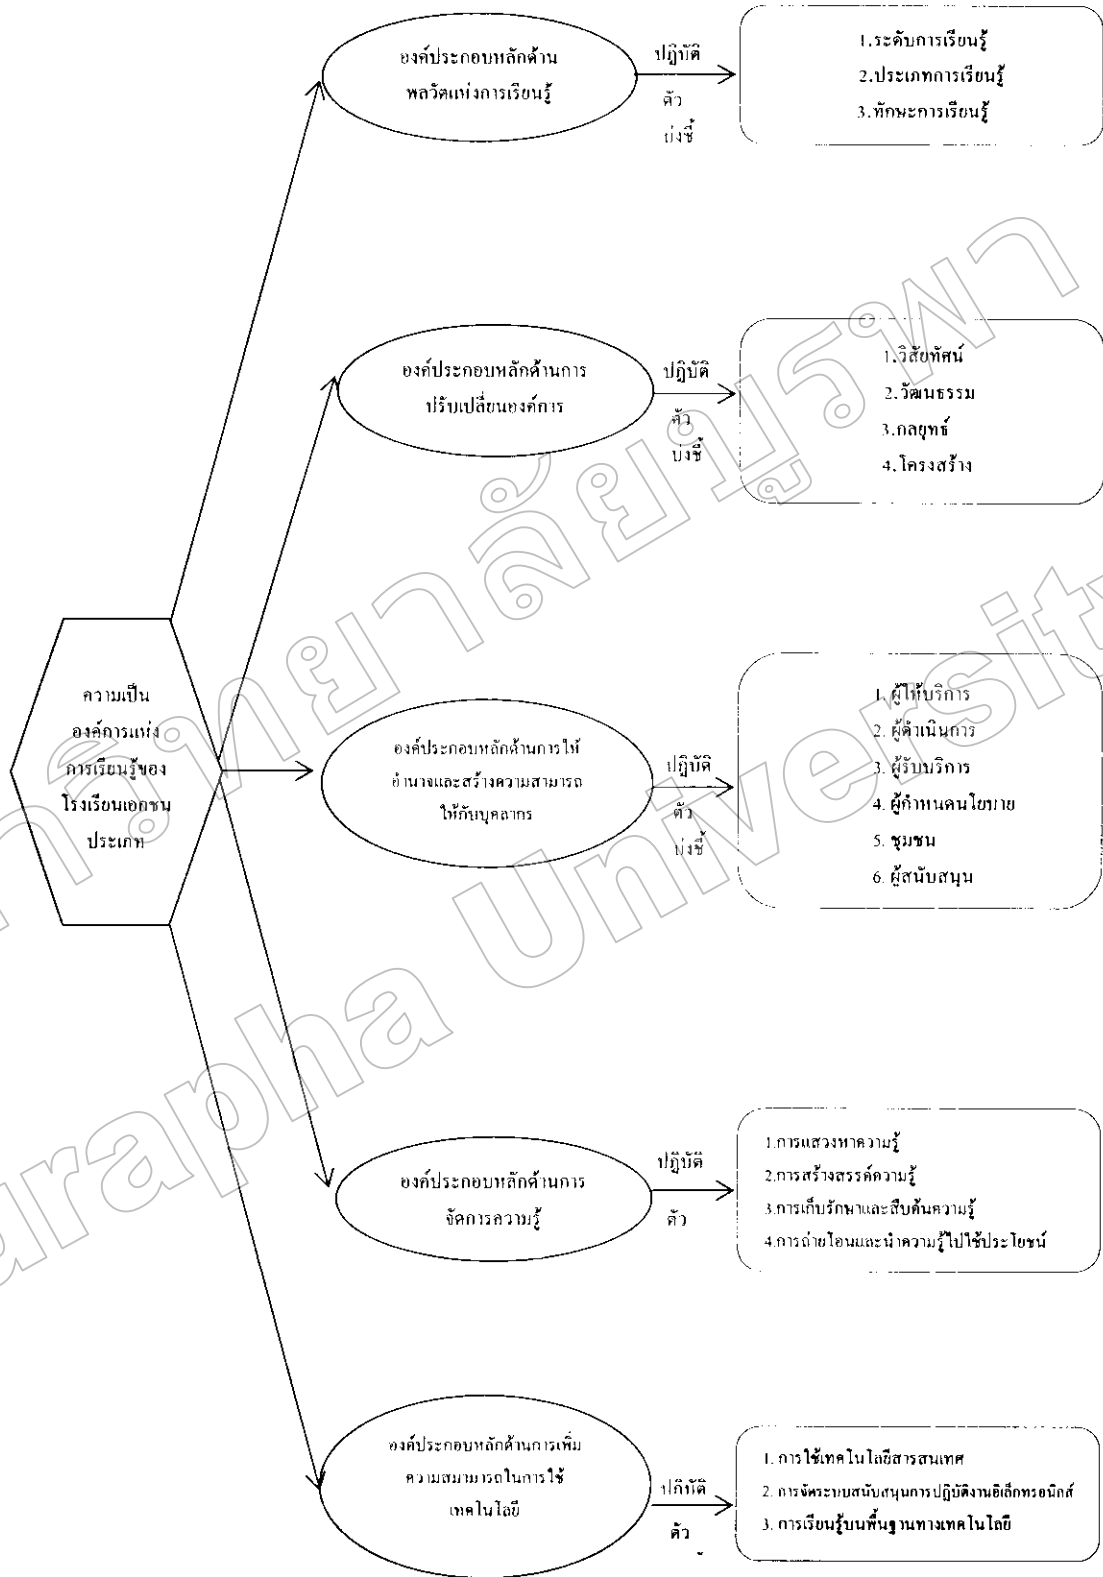 องค์ประกอบหลักด้าน
พลวัตแห่งการเรียนรู้
ปฏิบัติ
ตัว
บ่งชี้
1.ระดับการเรียนรู้
2.ประเภทการเรียนรู้
3.ทักษะการเรียนรู้
องค์ประกอบหลักด้านการ
ปรับเปลี่ยนองค์การ
ปฏิบัติ
ตัว
บ่งชี้
1.วิสัยทัศน์
2.วัฒนธรรม
3.กลยุทธ์
4.โครงสร้าง
ความเป็น
องค์การแห่ง
การเรียนรู้ของ
โรงเรียนเอกชน
ประเภท
องค์ประกอบหลักด้านการให้
อำนาจและสร้างความสามารถ
ให้กับบุคลากร
ปฏิบัติ
ตัว
บ่งชี้
1. ผู้ให้บริการ
2. ผู้ดำเนินการ
3. ผู้รับบริการ
4. ผู้กำหนดนโยบาย
5. ชุมชน
6. ผู้สนับสนุน
องค์ประกอบหลักด้านการ
จัดการความรู้
ปฏิบัติ
ตัว
1.การแสวงหาความรู้
2.การสร้างสรรค์ความรู้
3.การเก็บรักษาและสืบค้นความรู้
4.การถ่ายโอนและนำความรู้ไปใช้ประโยชน์
องค์ประกอบหลักด้านการเพิ่ม
ความสมามารถในการใช้
เทคโนโลยี
ปฏิบัติ
ตัว
1. การใช้เทคโนโลยีสารสนเทศ
2. การจัดระบบสนับสนุนการปฏิบัติงานอิเล็กทรอนิกส์
3. การเรียนรู้บนพื้นฐานทางเทคโนโลยี
วิทยาลัยบูรพา
urapha University